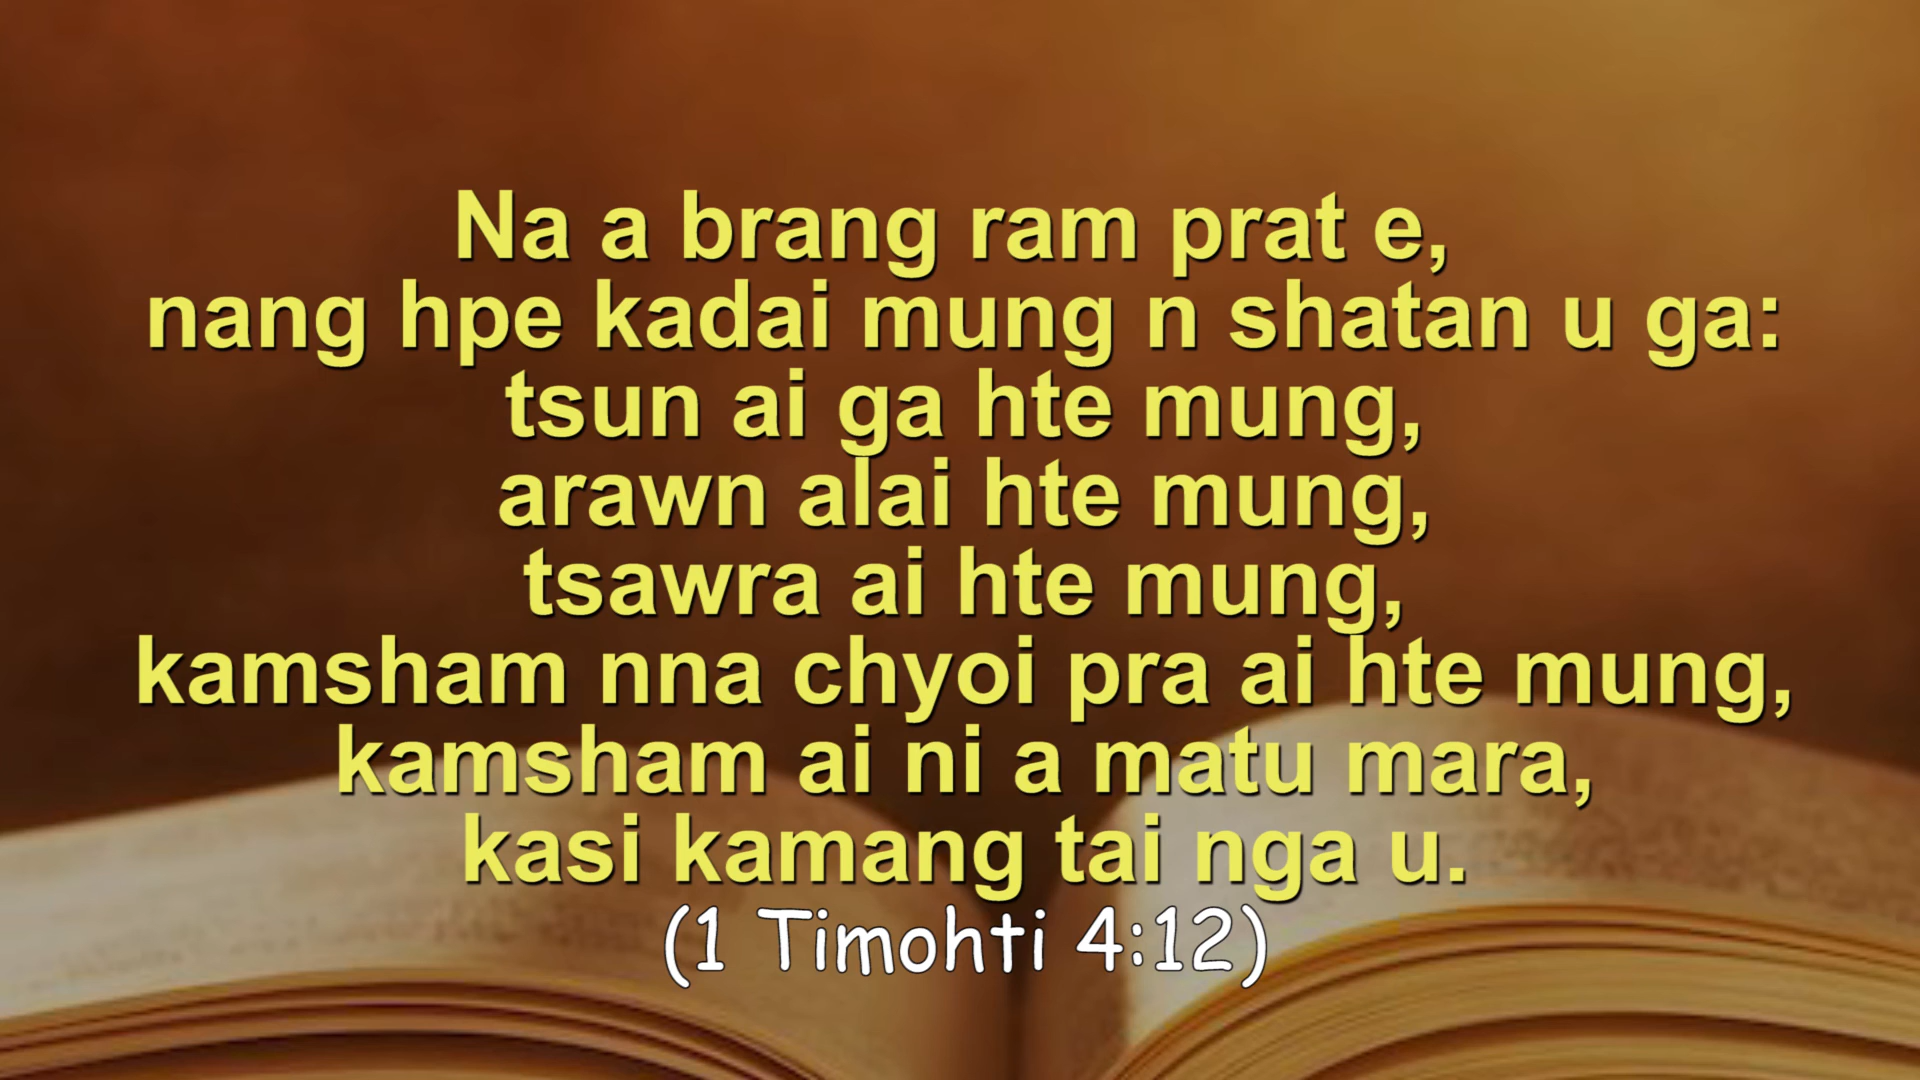 Na a brang ram prat e,
nang hpe kadai mung n shatan u ga:
tsun ai ga hte mung,
arawn alai hte mung,
tsawra ai hte mung,
kamsham nna chyoi pra ai hte mung,
kamsham ai ni a matu mara,
kasi kamang tai nga u.
(1 Timohti 4:12)